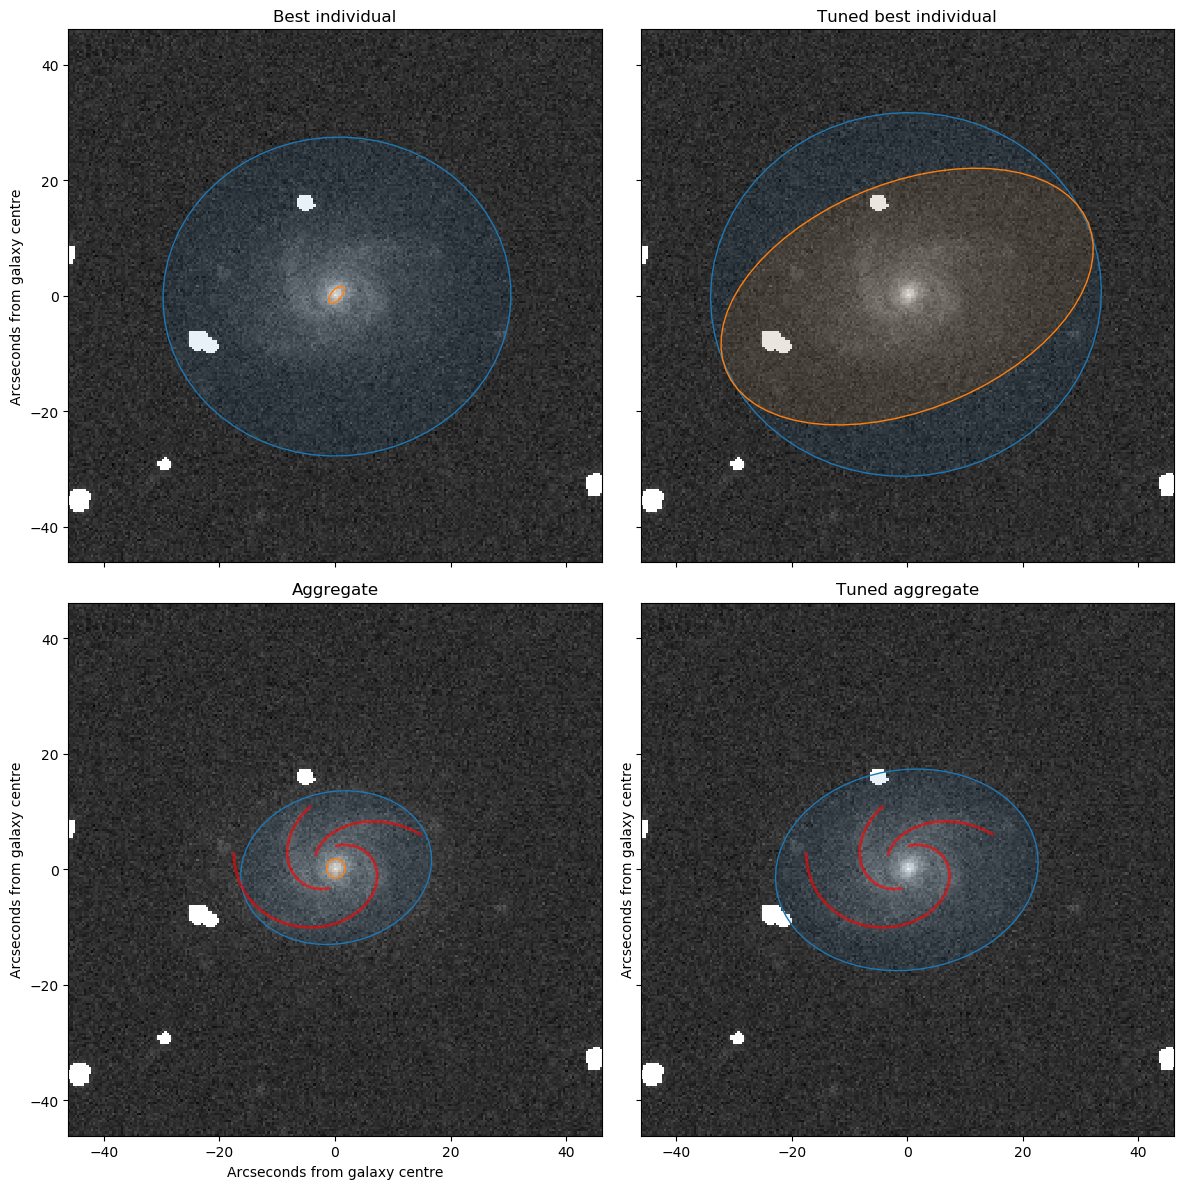 Best individual
Tuned best individual
40
20
0
−20
−40
Arcseconds from galaxy centre
Aggregate
Tuned aggregate
40
20
0
−20
−40
Arcseconds from galaxy centre
Arcseconds from galaxy centre
−40 −20 0 20 40
−40 −20 0 20 40
Arcseconds from galaxy centre